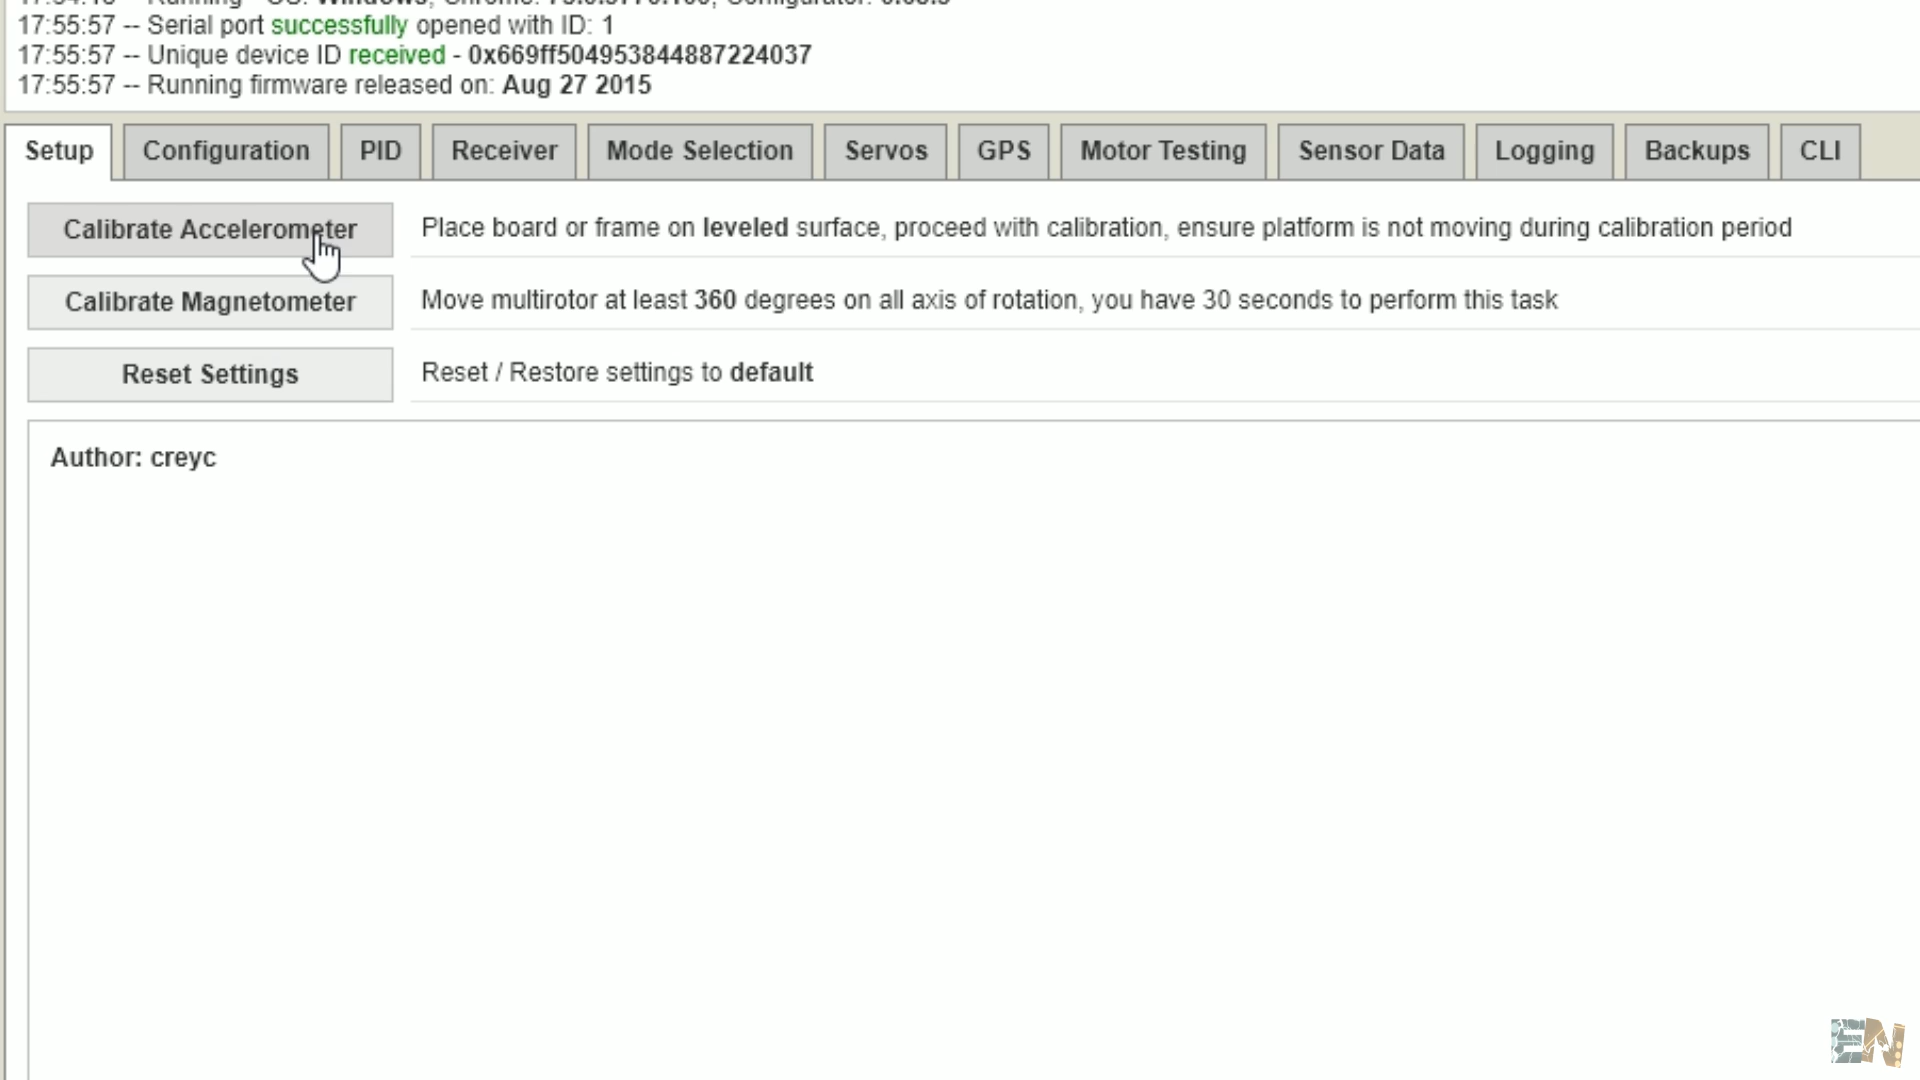 17:55:57 -- Serial port successfully opened with ID: 1
17:55:57 -- Unique device ID received - 0x669ff504953844887224037
17:55:57 -- Running firmware released on: Aug 27 2015
Setup Configuration PID Receiver Mode Selection Servos GPS Motor Testing Sensor Data Logging Backups CLI
Calibrate Accelerometer Place board or frame on leveled surface, proceed with calibration, ensure platform is not moving during calibration period
Calibrate Magnetometer Move multirotor at least 360 degrees on all axis of rotation, you have 30 seconds to perform this task
Reset Settings Reset / Restore settings to default
Author: creyc
EN